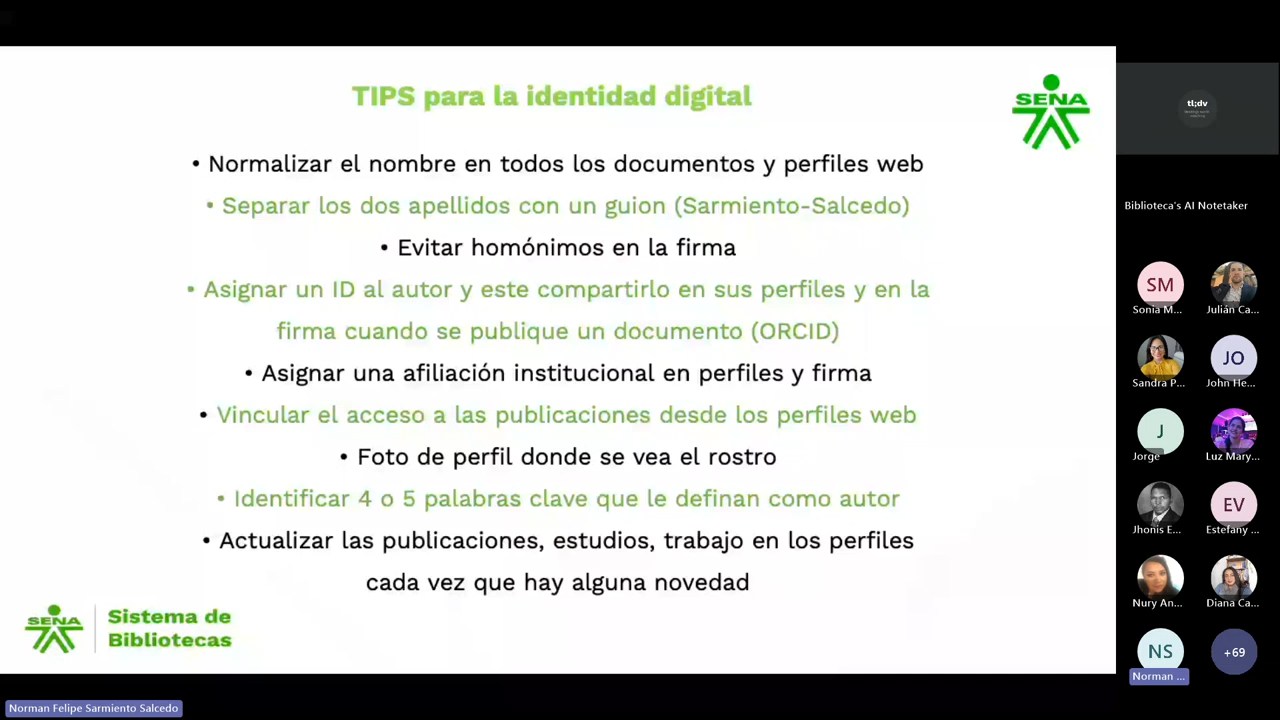 TIPS para la identidad digital
SENA
• Normalizar el nombre en todos los documentos y perfiles web
• Separar los dos apellidos con un guion (Sarmiento-Salcedo)
• Evitar homónimos en la firma
• Asignar un ID al autor y este compartirlo en sus perfiles y en la
firma cuando se publique un documento (ORCID)
• Asignar una afiliación institucional en perfiles y firma
• Vincular el acceso a las publicaciones desde los perfiles web
• Foto de perfil donde se vea el rostro
• Identificar 4 o 5 palabras clave que le definan como autor
• Actualizar las publicaciones, estudios, trabajo en los perfiles
cada vez que hay alguna novedad
SENA
Sistema de
Bibliotecas
Norman Felipe Sarmiento Salcedo
tl;dv
Biblioteca's AI Notetaker
SM
Sonia M...
Julián Ca...
Sandra P...
JO
John He...
J
Jorge
Luz Mary...
Jhonis E...
EV
Estefany ...
Nury An...
Diana Ca...
NS
Norman ...
+69